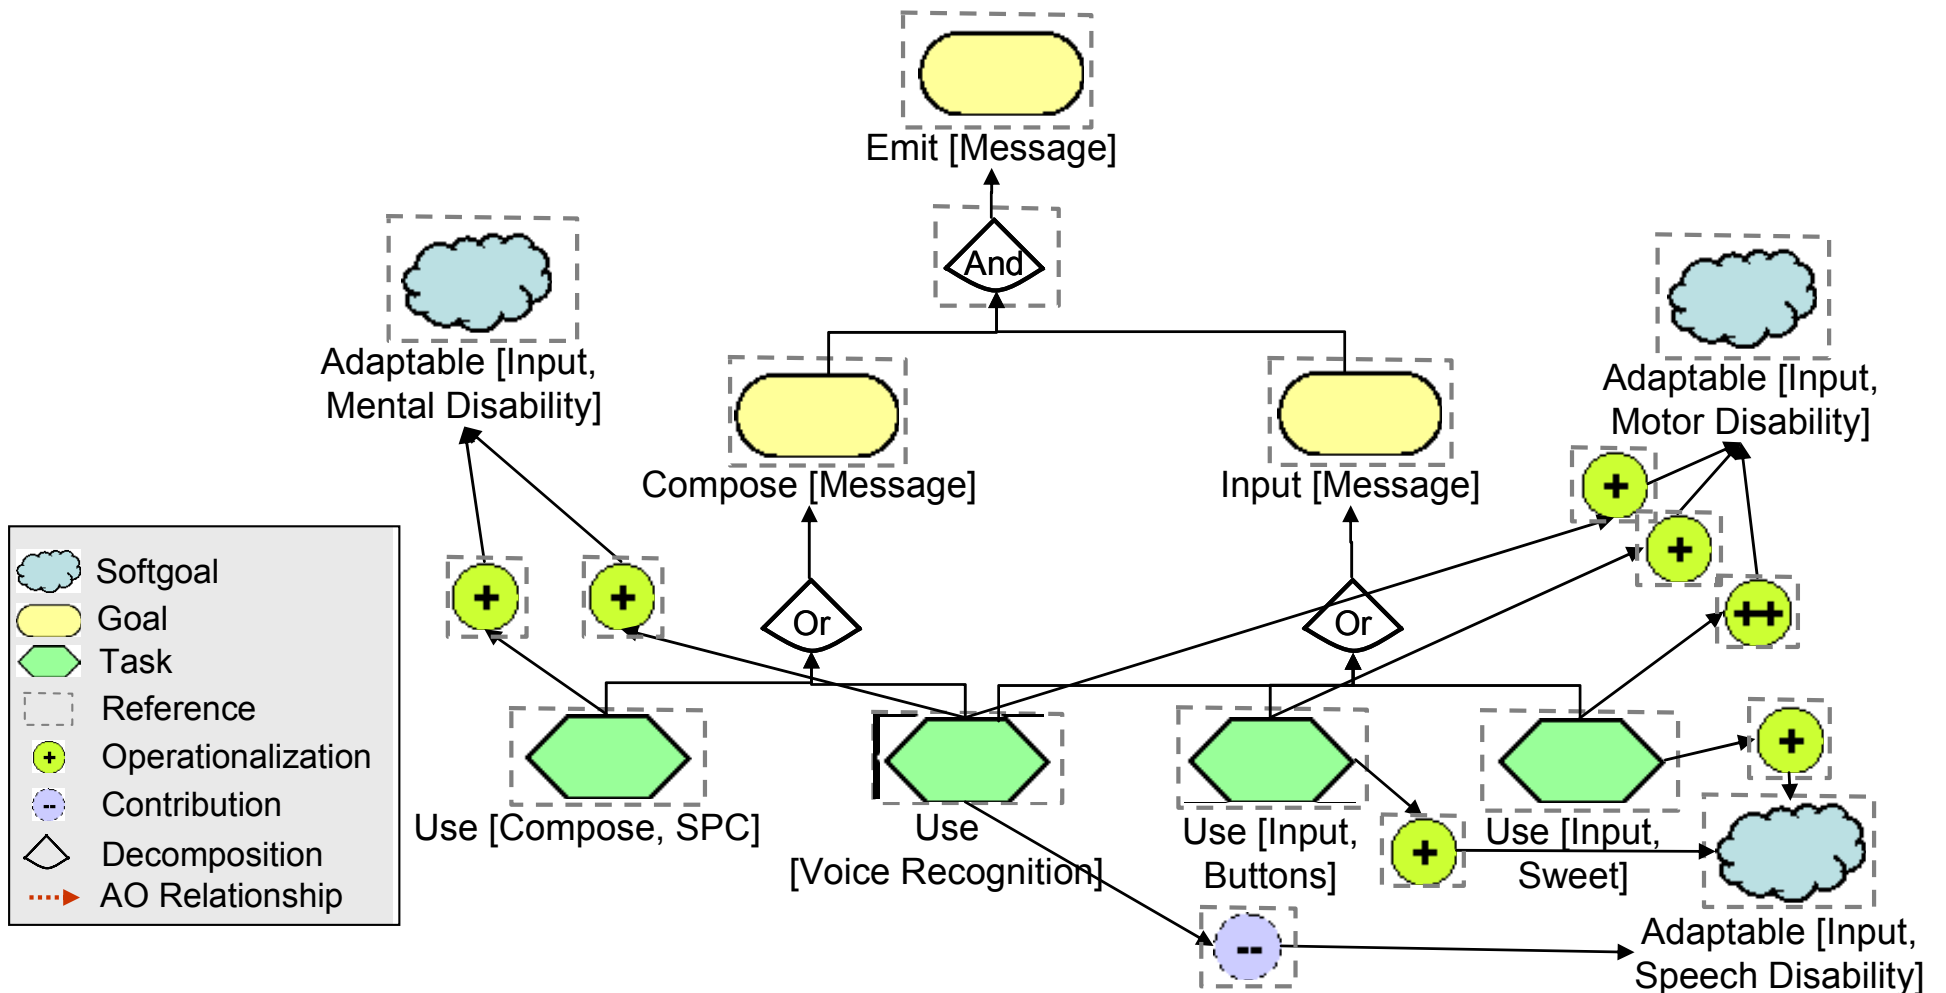 Emit [Message]
And
Adaptable [Input,
Mental Disability]
Adaptable [Input,
Motor Disability]
Compose [Message]
Input [Message]
+
+
++
+
+
Or
Or
Softgoal
Goal
Task
Reference
+ Operationalization
-- Contribution
Decomposition
AO Relationship
+
Use [Compose, SPC]
Use
[Voice Recognition]
Use [Input,
Buttons]
+
Use [Input,
Sweet]
--
Adaptable [Input,
Speech Disability]